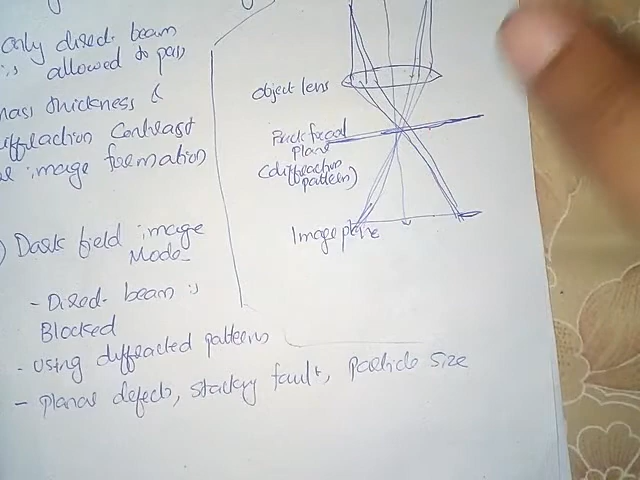 only direct beam
is allowed to pass
mass thickness &
diffraction Contrast
image formation
Dark field image
Mode
- Direct beam is
Blocked
- using diffracted patterns
- planar defects, stacking fault, particle size
object lens
Back focal
Plane
(diffraction
pattern)
Image plane